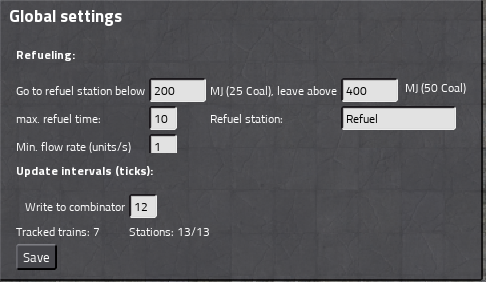 Global settings
Refueling:
Go to refuel station below 200 MJ (25 Coal), leave above 400 MJ (50 Coal)
max. refuel time: 10 Refuel station: Refuel
Min. flow rate (units/s) 1
Update intervals (ticks):
Write to combinator 12
Tracked trains: 7 Stations: 13/13
Save